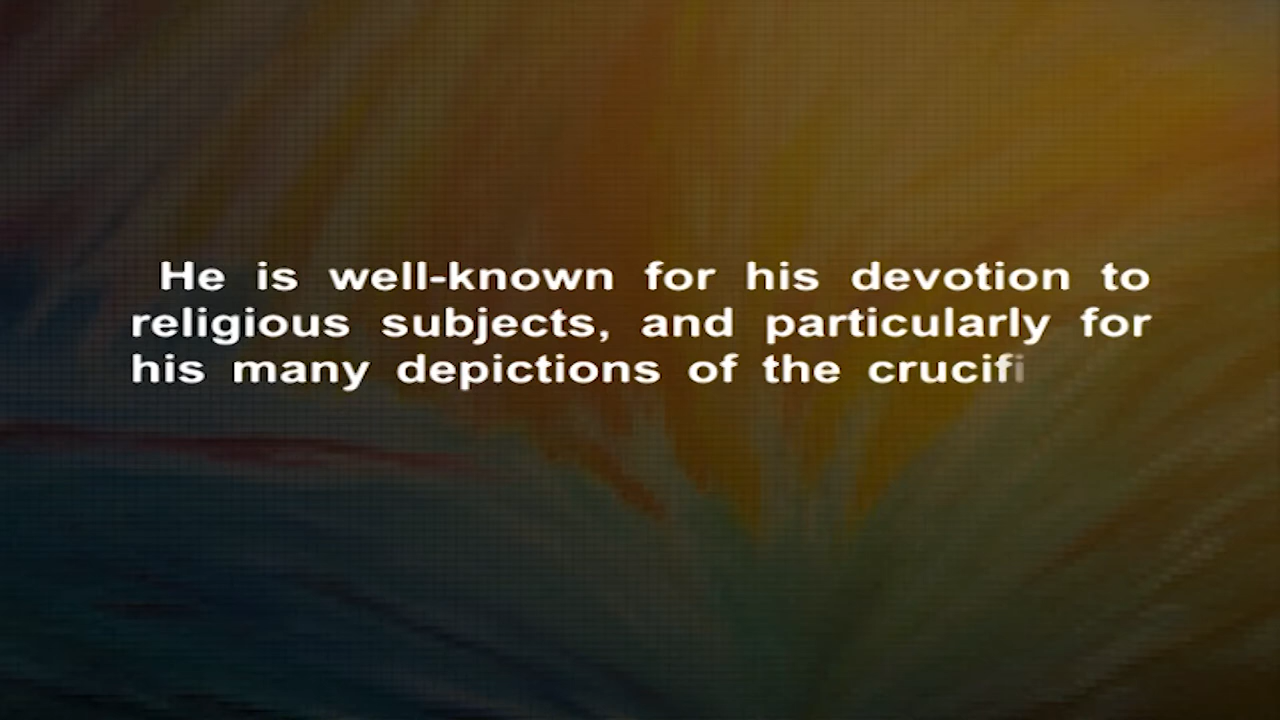 He is well-known for his devotion to
religious subjects, and particularly for
his many depictions of the crucifi